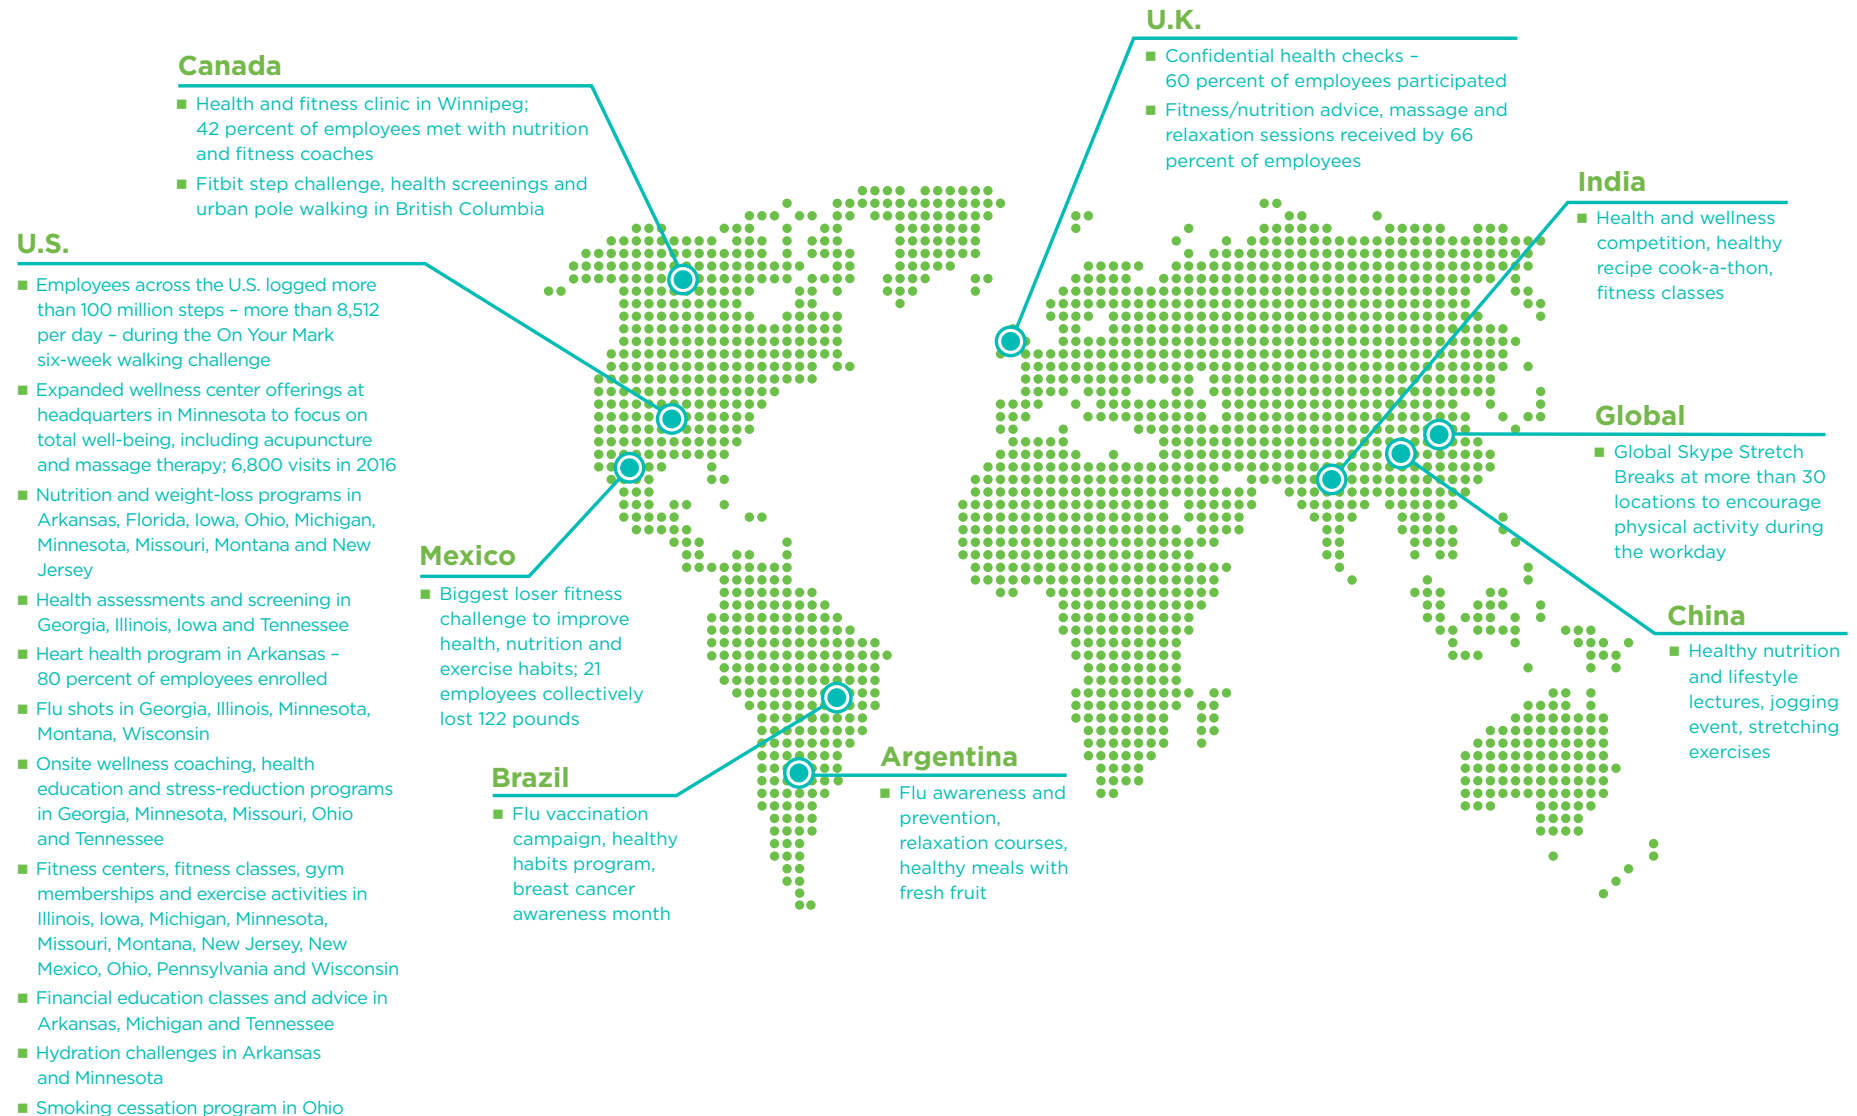 U.K.
■ Confidential health checks –
60 percent of employees participated
■ Fitness/nutrition advice, massage and
relaxation sessions received by 66
percent of employees
Canada
■ Health and fitness clinic in Winnipeg;
42 percent of employees met with nutrition
and fitness coaches
■ Fitbit step challenge, health screenings and
urban pole walking in British Columbia
India
■ Health and wellness
competition, healthy
recipe cook-a-thon,
fitness classes
U.S.
■ Employees across the U.S. logged more
than 100 million steps – more than 8,512
per day – during the On Your Mark
six-week walking challenge
■ Expanded wellness center offerings at
headquarters in Minnesota to focus on
total well-being, including acupuncture
and massage therapy; 6,800 visits in 2016
■ Nutrition and weight-loss programs in
Arkansas, Florida, Iowa, Ohio, Michigan,
Minnesota, Missouri, Montana and New
Jersey
■ Health assessments and screening in
Georgia, Illinois, Iowa and Tennessee
■ Heart health program in Arkansas –
80 percent of employees enrolled
■ Flu shots in Georgia, Illinois, Minnesota,
Montana, Wisconsin
■ Onsite wellness coaching, health
education and stress-reduction programs
in Georgia, Minnesota, Missouri, Ohio
and Tennessee
■ Fitness centers, fitness classes, gym
memberships and exercise activities in
Illinois, Iowa, Michigan, Minnesota,
Missouri, Montana, New Jersey, New
Mexico, Ohio, Pennsylvania and Wisconsin
■ Financial education classes and advice in
Arkansas, Michigan and Tennessee
■ Hydration challenges in Arkansas
and Minnesota
■ Smoking cessation program in Ohio
Global
■ Global Skype Stretch
Breaks at more than 30
locations to encourage
physical activity during
the workday
Mexico
■ Biggest loser fitness
challenge to improve
health, nutrition and
exercise habits; 21
employees collectively
lost 122 pounds
China
■ Healthy nutrition
and lifestyle
lectures, jogging
event, stretching
exercises
Brazil
■ Flu vaccination
campaign, healthy
habits program,
breast cancer
awareness month
Argentina
■ Flu awareness and
prevention,
relaxation courses,
healthy meals with
fresh fruit